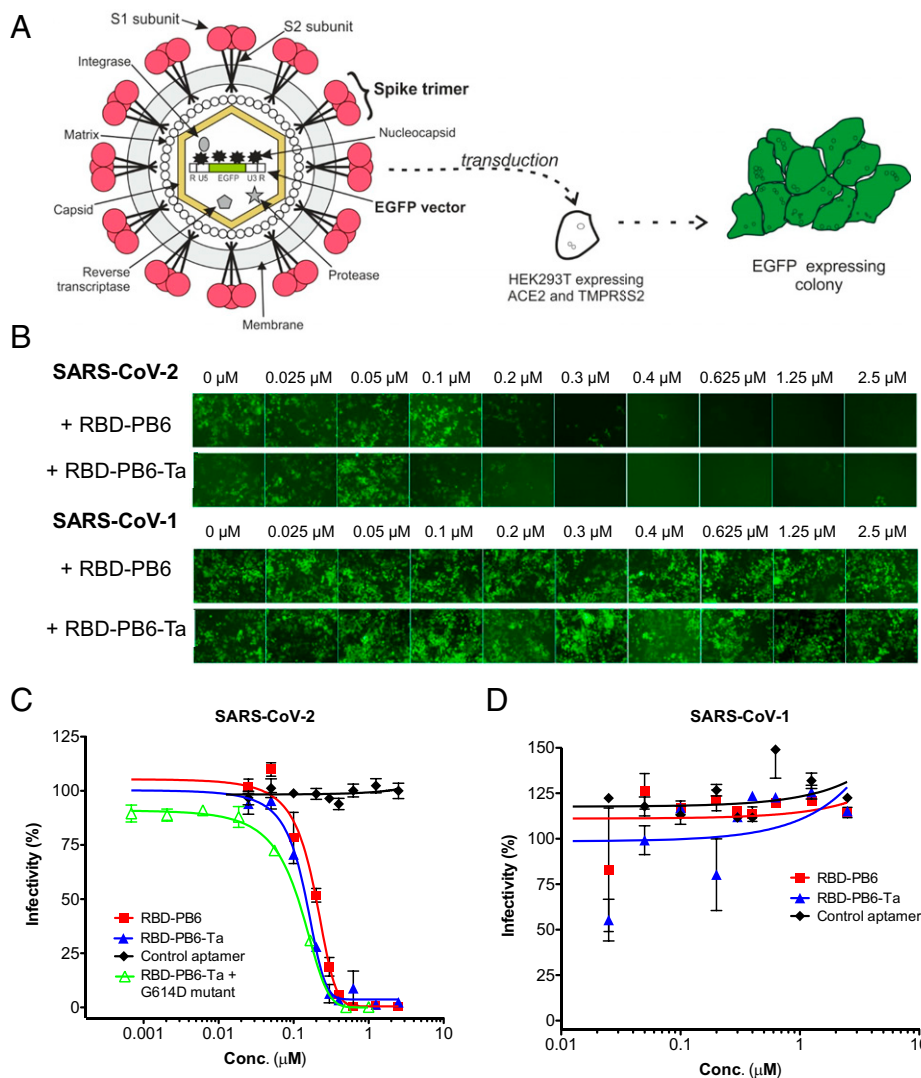 A
S1 subunit
S2 subunit
Integrase
Spike trimer
Matrix
Nucleocapsid
transduction
R U5 EGFP U3 R
Capsid
EGFP vector
Reverse
transcriptase
Protease
Membrane
HEK293T expressing
ACE2 and TMPRSS2
EGFP expressing
colony
B
SARS-CoV-2
0 µM 0.025 µM 0.05 µM 0.1 µM 0.2 µM 0.3 µM 0.4 µM 0.625 µM 1.25 µM 2.5 µM
+ RBD-PB6
+ RBD-PB6-Ta
SARS-CoV-1
0 µM 0.025 µM 0.05 µM 0.1 µM 0.2 µM 0.3 µM 0.4 µM 0.625 µM 1.25 µM 2.5 µM
+ RBD-PB6
+ RBD-PB6-Ta
C
SARS-CoV-2
125
100
75
50
25
0
Infectivity (%)
RBD-PB6
RBD-PB6-Ta
Control aptamer
RBD-PB6-Ta +
G614D mutant
0.001 0.01 0.1 1 10
Conc. (µM)
D
SARS-CoV-1
150
125
100
75
50
125
0
Infectivity (%)
RBD-PB6
RBD-PB6-Ta
Control aptamer
0.01 0.1 1 10
Conc. (µM)